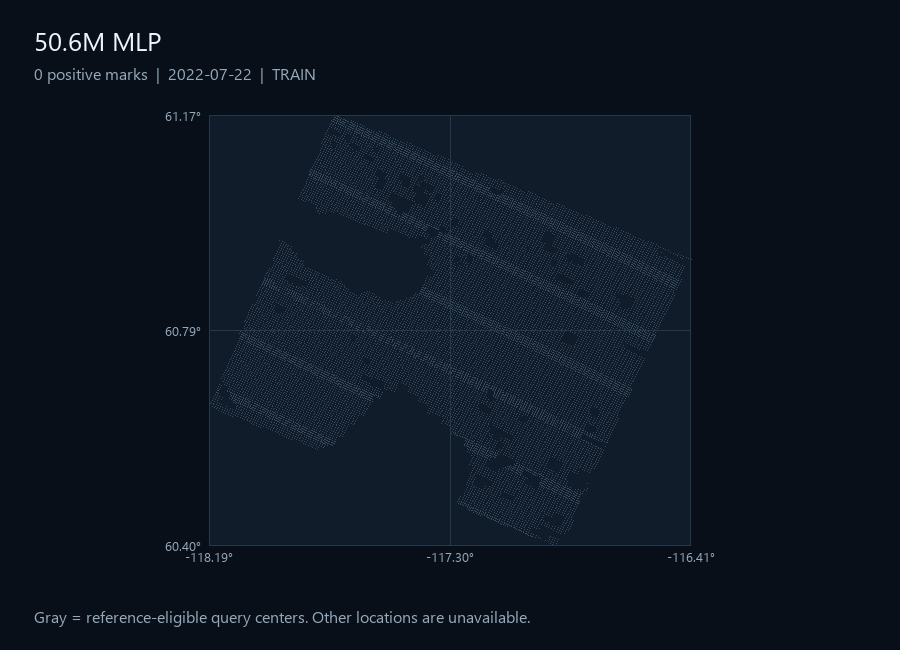 50.6M MLP
0 positive marks | 2022-07-22 | TRAIN
61.17°
60.79°
60.40°
-118.19°
-117.30°
-116.41°
Gray = reference-eligible query centers. Other locations are unavailable.